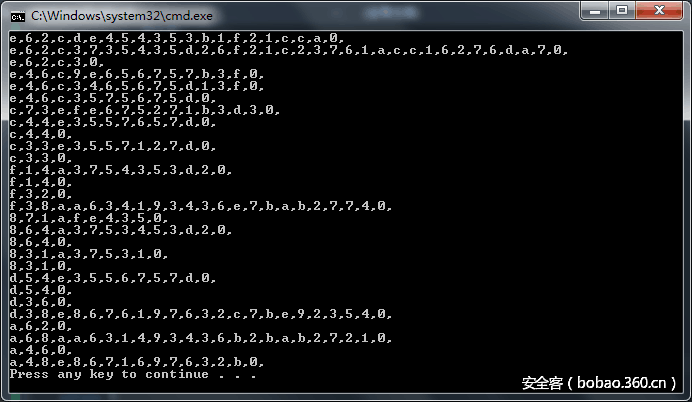 C:\Windows\system32\cmd.exe
e,6,2,c,d,e,4,5,4,3,5,3,b,1,f,2,1,c,c,a,0,
e,6,2,c,3,7,3,5,4,3,5,d,2,6,f,2,1,c,2,3,7,6,1,a,c,c,1,6,2,7,6,d,a,7,0,
e,6,2,c,3,0,
e,4,6,c,9,e,6,5,6,7,5,7,b,3,f,0,
e,4,6,c,3,4,6,5,6,7,5,d,1,3,f,0,
e,4,6,c,3,5,7,5,6,7,5,d,0,
c,7,3,e,f,e,6,7,5,2,7,1,b,3,d,3,0,
c,4,4,e,3,5,5,7,6,5,7,d,0,
c,4,4,0,
c,3,3,e,3,5,5,7,1,2,7,d,0,
c,3,3,0,
f,1,4,a,3,7,5,4,3,5,3,d,2,0,
f,1,4,0,
f,3,2,0,
f,3,8,a,a,6,3,4,1,9,3,4,3,6,e,7,b,a,b,2,7,7,4,0,
8,7,1,a,f,e,4,3,5,0,
8,6,4,a,3,7,5,3,4,5,3,d,2,0,
8,6,4,0,
8,3,1,a,3,7,5,3,1,0,
8,3,1,0,
d,5,4,e,3,5,5,6,7,5,7,d,0,
d,5,4,0,
d,3,6,0,
d,3,8,e,8,6,7,6,1,9,7,6,3,2,c,7,b,e,9,2,3,5,4,0,
a,6,2,0,
a,6,8,a,a,6,3,1,4,9,3,4,3,6,b,2,b,a,b,2,7,2,1,0,
a,4,6,0,
a,4,8,e,8,6,7,1,6,9,7,6,3,2,b,0,
Press any key to continue . . .
安全客（bobao.360.cn）